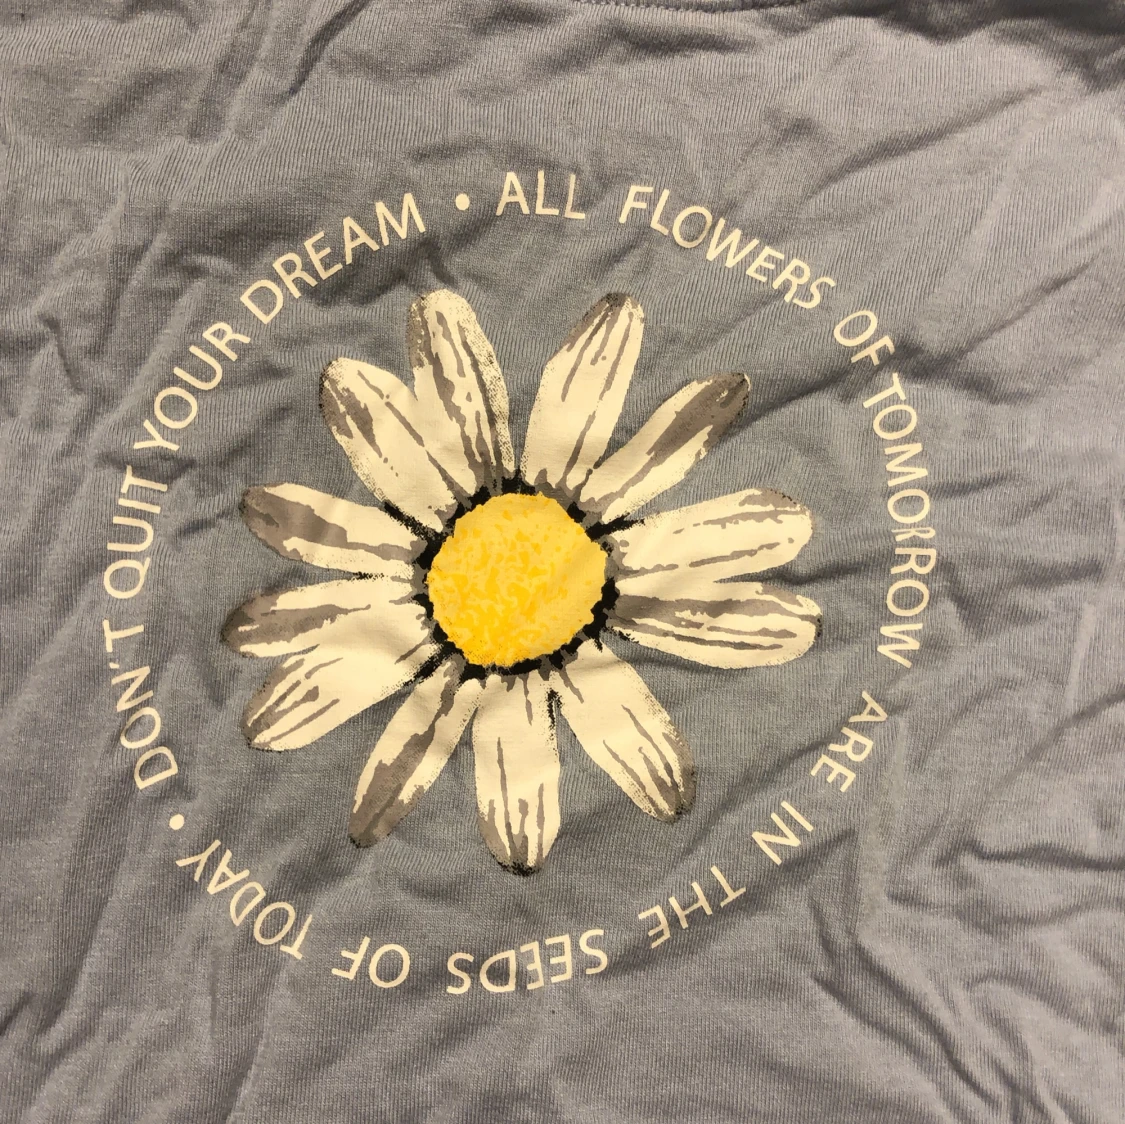 ALL FLOWERS OF TOMORROW ARE IN THE SEEDS OF TODAY • DON'T QUIT YOUR DREAM •